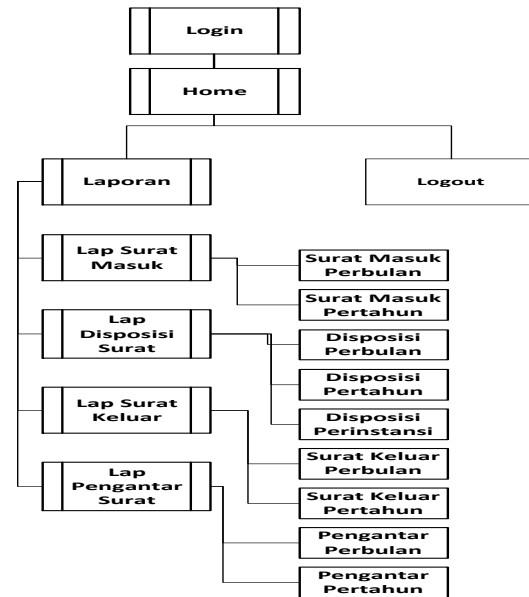 Login
Home
Laporan
Logout
Lap Surat
Masuk
Surat Masuk
Perbulan
Surat Masuk
Pertahun
Lap
Disposisi
Surat
Disposisi
Perbulan
Disposisi
Pertahun
Disposisi
Perinstansi
Lap Surat
Keluar
Surat Keluar
Perbulan
Surat Keluar
Pertahun
Lap
Pengantar
Surat
Pengantar
Perbulan
Pengantar
Pertahun